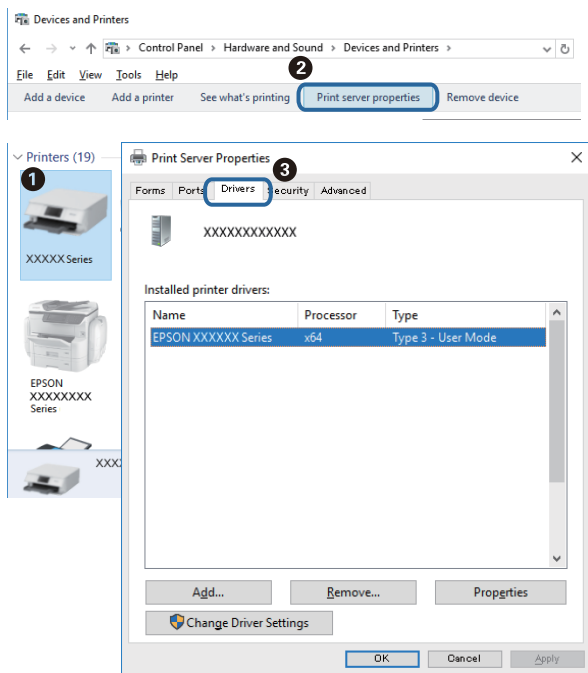 Devices and Printers
Control Panel > Hardware and Sound > Devices and Printers >
File Edit View Tools Help
2
Add a device Add a printer See what's printing Print server properties Remove device
Printers (19)
1
XXXXX Series
EPSON
XXXXXXXX
Series
XXX
Print Server Properties
3
Forms Ports Drivers ecurity Advanced
XXXXXXXXXXXX
Installed printer drivers:
Name Processor Type
EPSON XXXXXX Series x64 Type 3 - User Mode
Add... Remove... Properties
Change Driver Settings
OK Cancel Apply